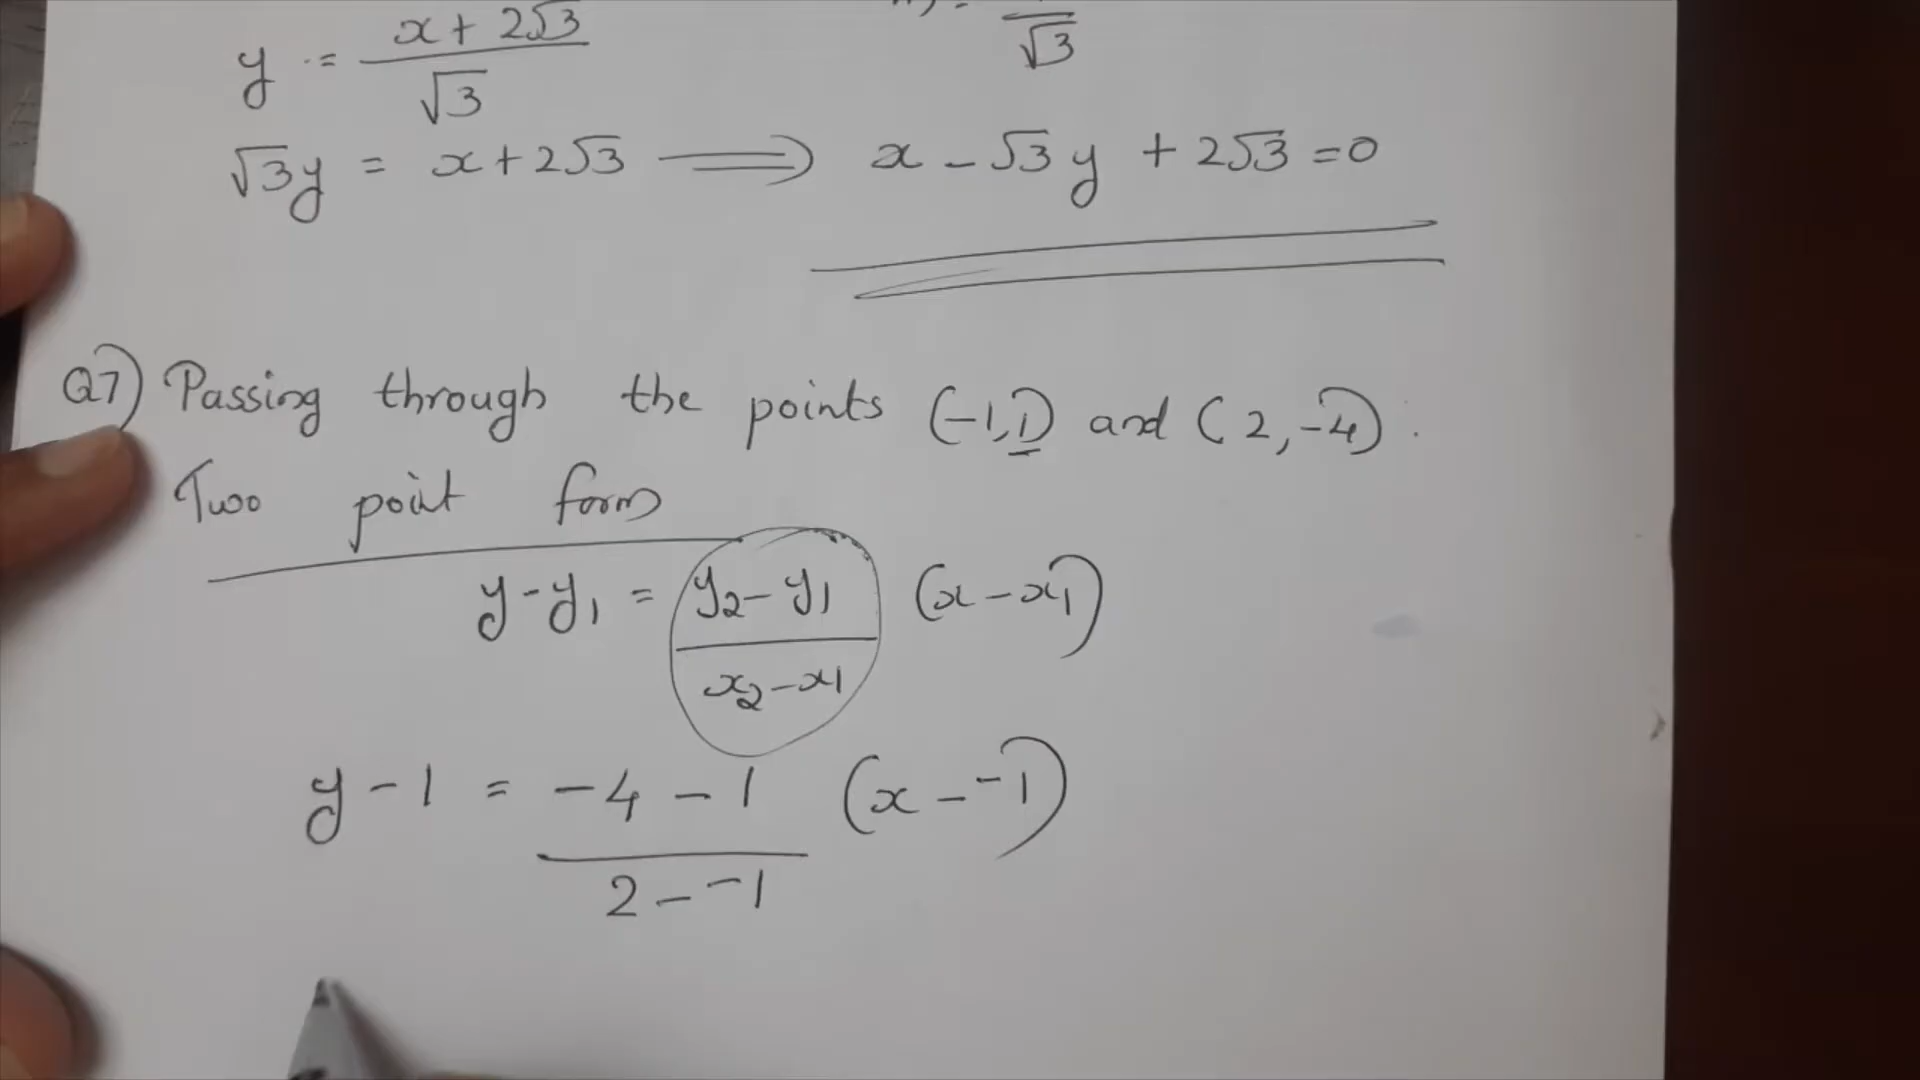 y = x + 2√3 / √3
√3
√3y = x + 2√3 ⟹ x - √3y + 2√3 = 0
Q7) Passing through the points (-1,1) and (2,-4).
Two point form
y - y₁ = y₂ - y₁ / x₂ - x₁ (x - x₁)
y - 1 = -4 - 1 / 2 - -1 (x - -1)